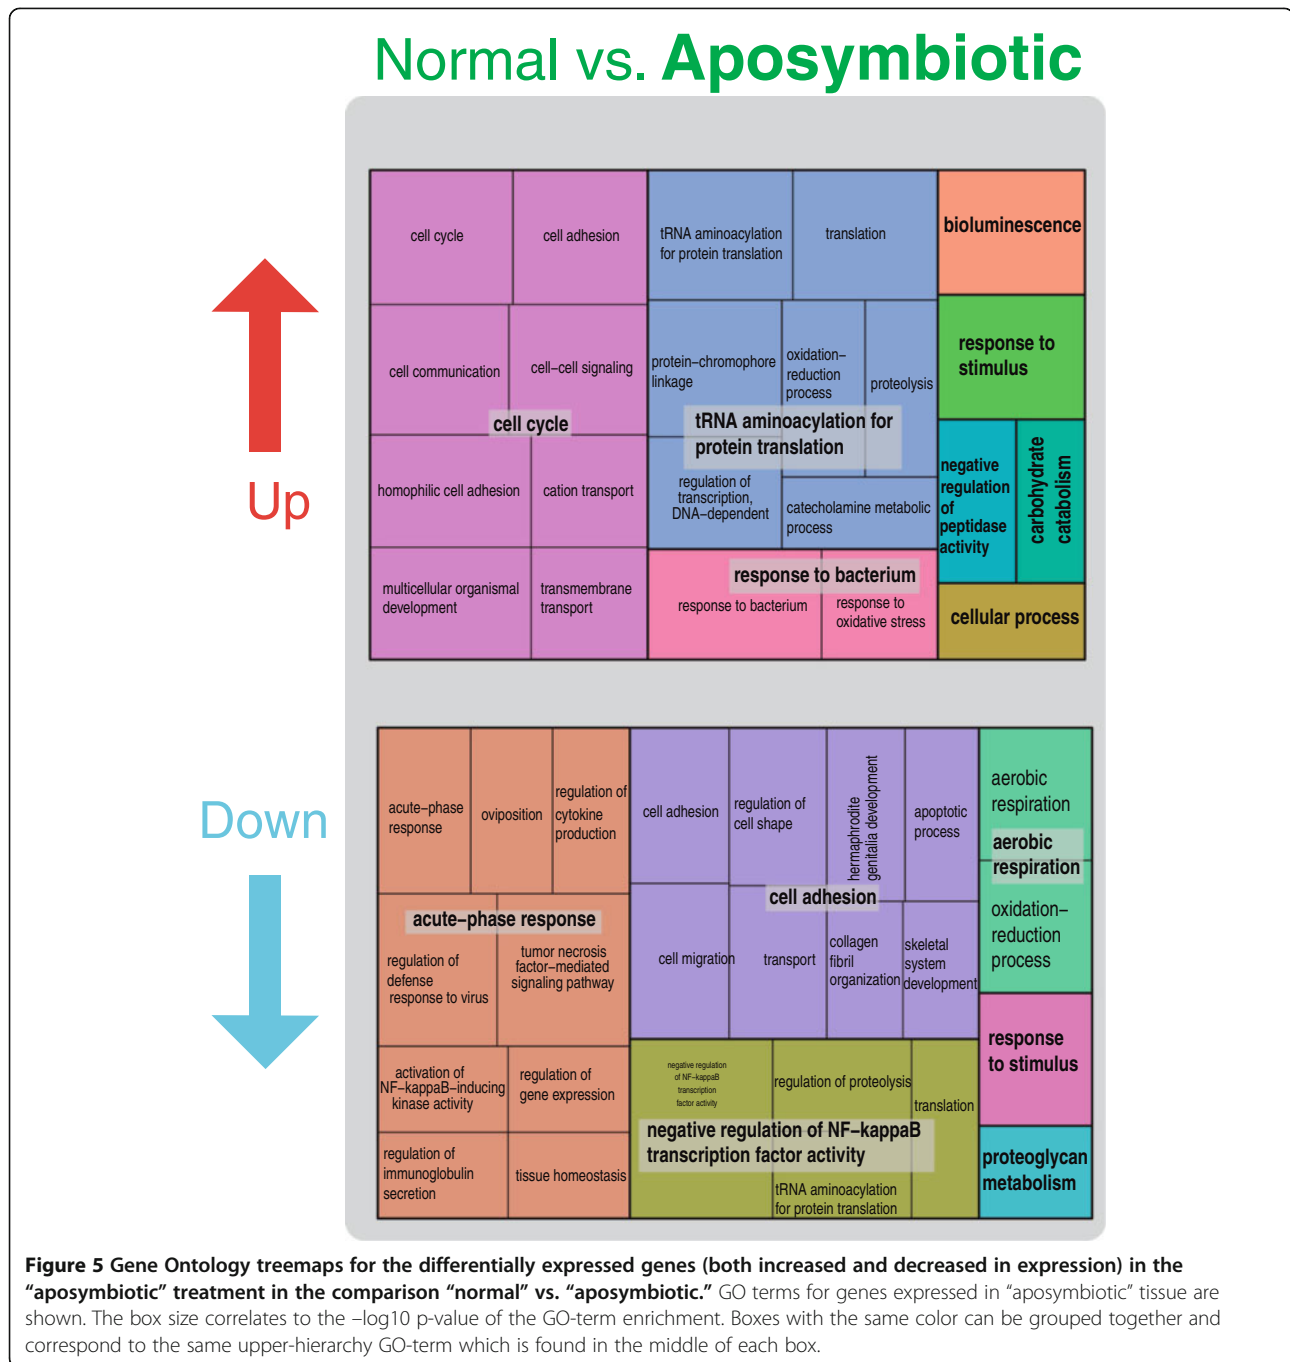 Normal vs. Aposymbiotic
Up
cell cycle
cell adhesion
cell communication
cell–cell signaling
cell cycle
homophilic cell adhesion
cation transport
multicellular organismal
development
transmembrane
transport
tRNA aminoacylation
for protein translation
translation
protein–chromophore
linkage
oxidation–
reduction
process
proteolysis
tRNA aminoacylation for
protein translation
regulation of
transcription,
DNA–dependent
catecholamine metabolic
process
response to bacterium
response to bacterium
response to
oxidative stress
bioluminescence
response to
stimulus
negative
regulation
of
peptidase
activity
carbohydrate
catabolism
cellular process
Down
acute–phase
response
oviposition
regulation of
cytokine
production
acute–phase response
regulation of
defense
response to virus
tumor necrosis
factor–mediated
signaling pathway
activation of
NF–kappaB–inducing
kinase activity
regulation of
gene expression
regulation of
immunoglobulin
secretion
tissue homeostasis
cell adhesion
regulation of
cell shape
hermaphrodite
genitalia development
apoptotic
process
cell adhesion
cell migration
transport
collagen
fibril
organization
skeletal
system
development
negative regulation
of NF–kappaB
transcription
factor activity
regulation of proteolysis
translation
negative regulation of NF–kappaB
transcription factor activity
tRNA aminoacylation
for protein translation
aerobic
respiration
aerobic
respiration
oxidation–
reduction
process
response
to stimulus
proteoglycan
metabolism
Figure 5 Gene Ontology treemaps for the differentially expressed genes (both increased and decreased in expression) in the
“aposymbiotic” treatment in the comparison “normal” vs. “aposymbiotic.” GO terms for genes expressed in “aposymbiotic” tissue are
shown. The box size correlates to the –log10 p-value of the GO-term enrichment. Boxes with the same color can be grouped together and
correspond to the same upper-hierarchy GO-term which is found in the middle of each box.